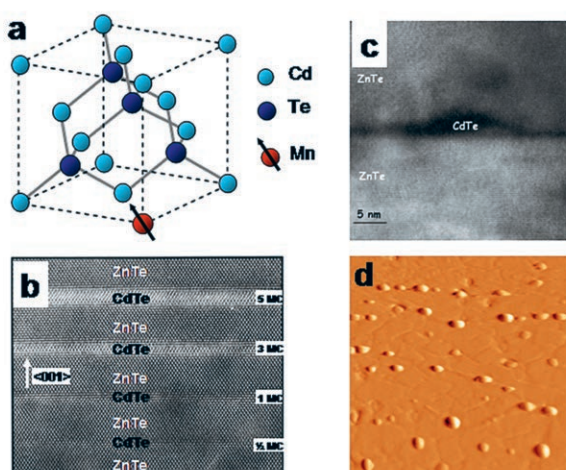 a
Cd
Te
Mn
b
ZnTe
CdTe
5 MC
ZnTe
CdTe
3 MC
<001>
ZnTe
CdTe
1 MC
ZnTe
CdTe
½ MC
ZnTe
c
ZnTe
CdTe
ZnTe
5 nm
d